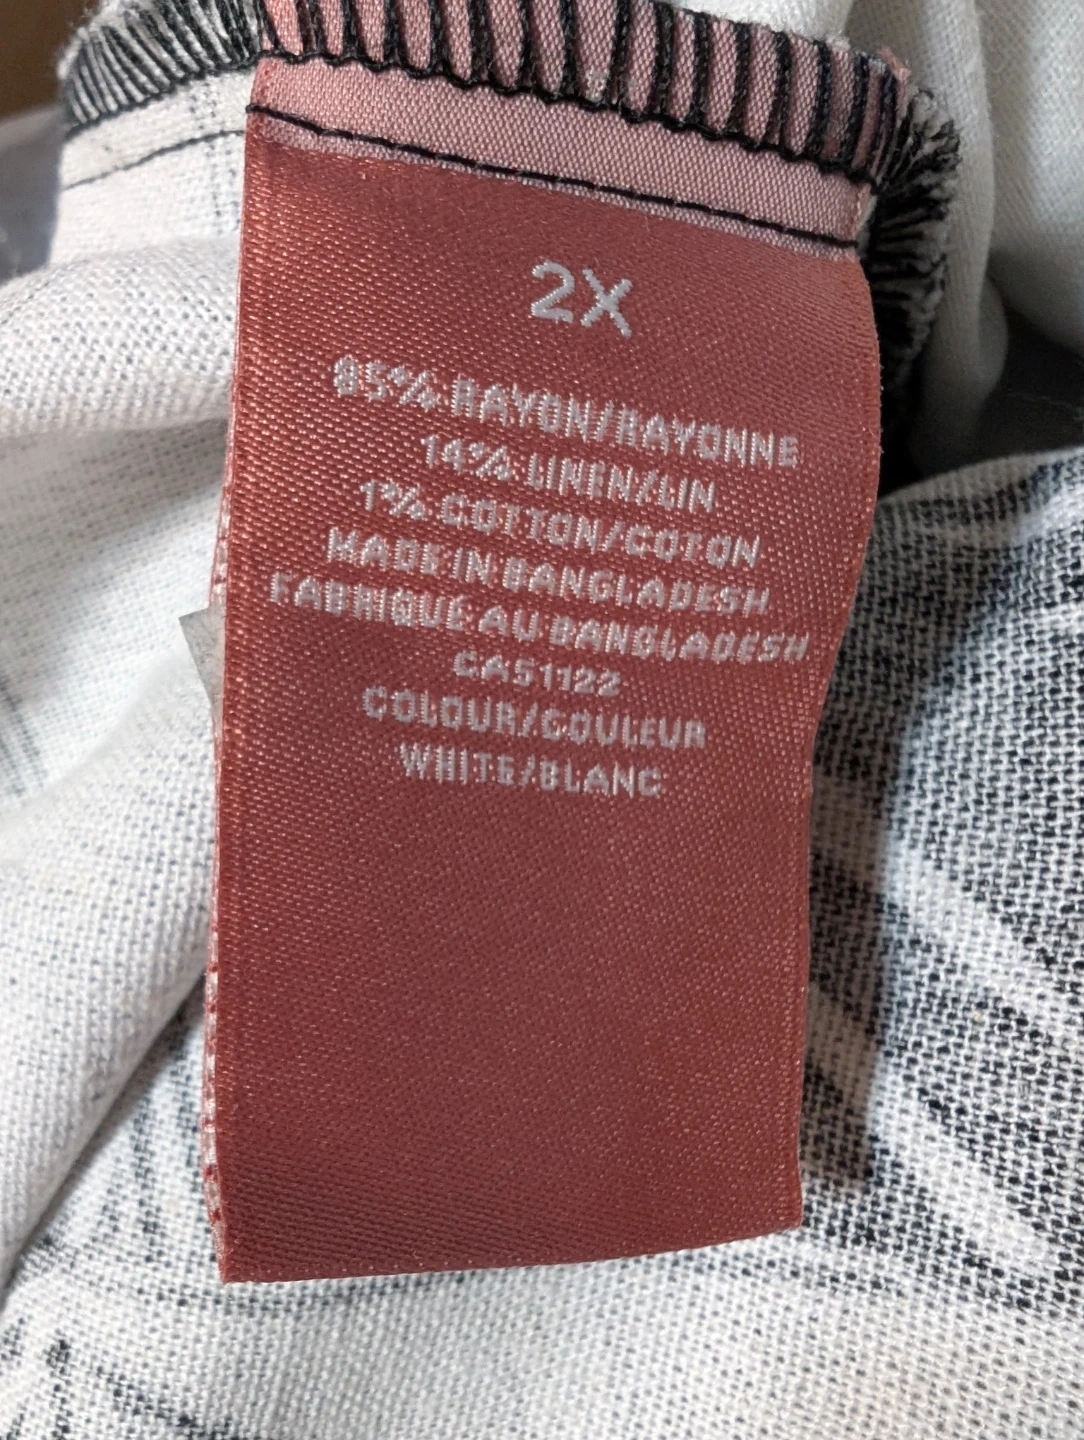 2X
85% RAYON/RAYONNE
14% LINEN/LIN
1% COTTON/COTON
MADE IN BANGLADESH
FABRIQUÉ AU BANGLADESH
CA51122
COLOUR/COULEUR
WHITE/BLANC